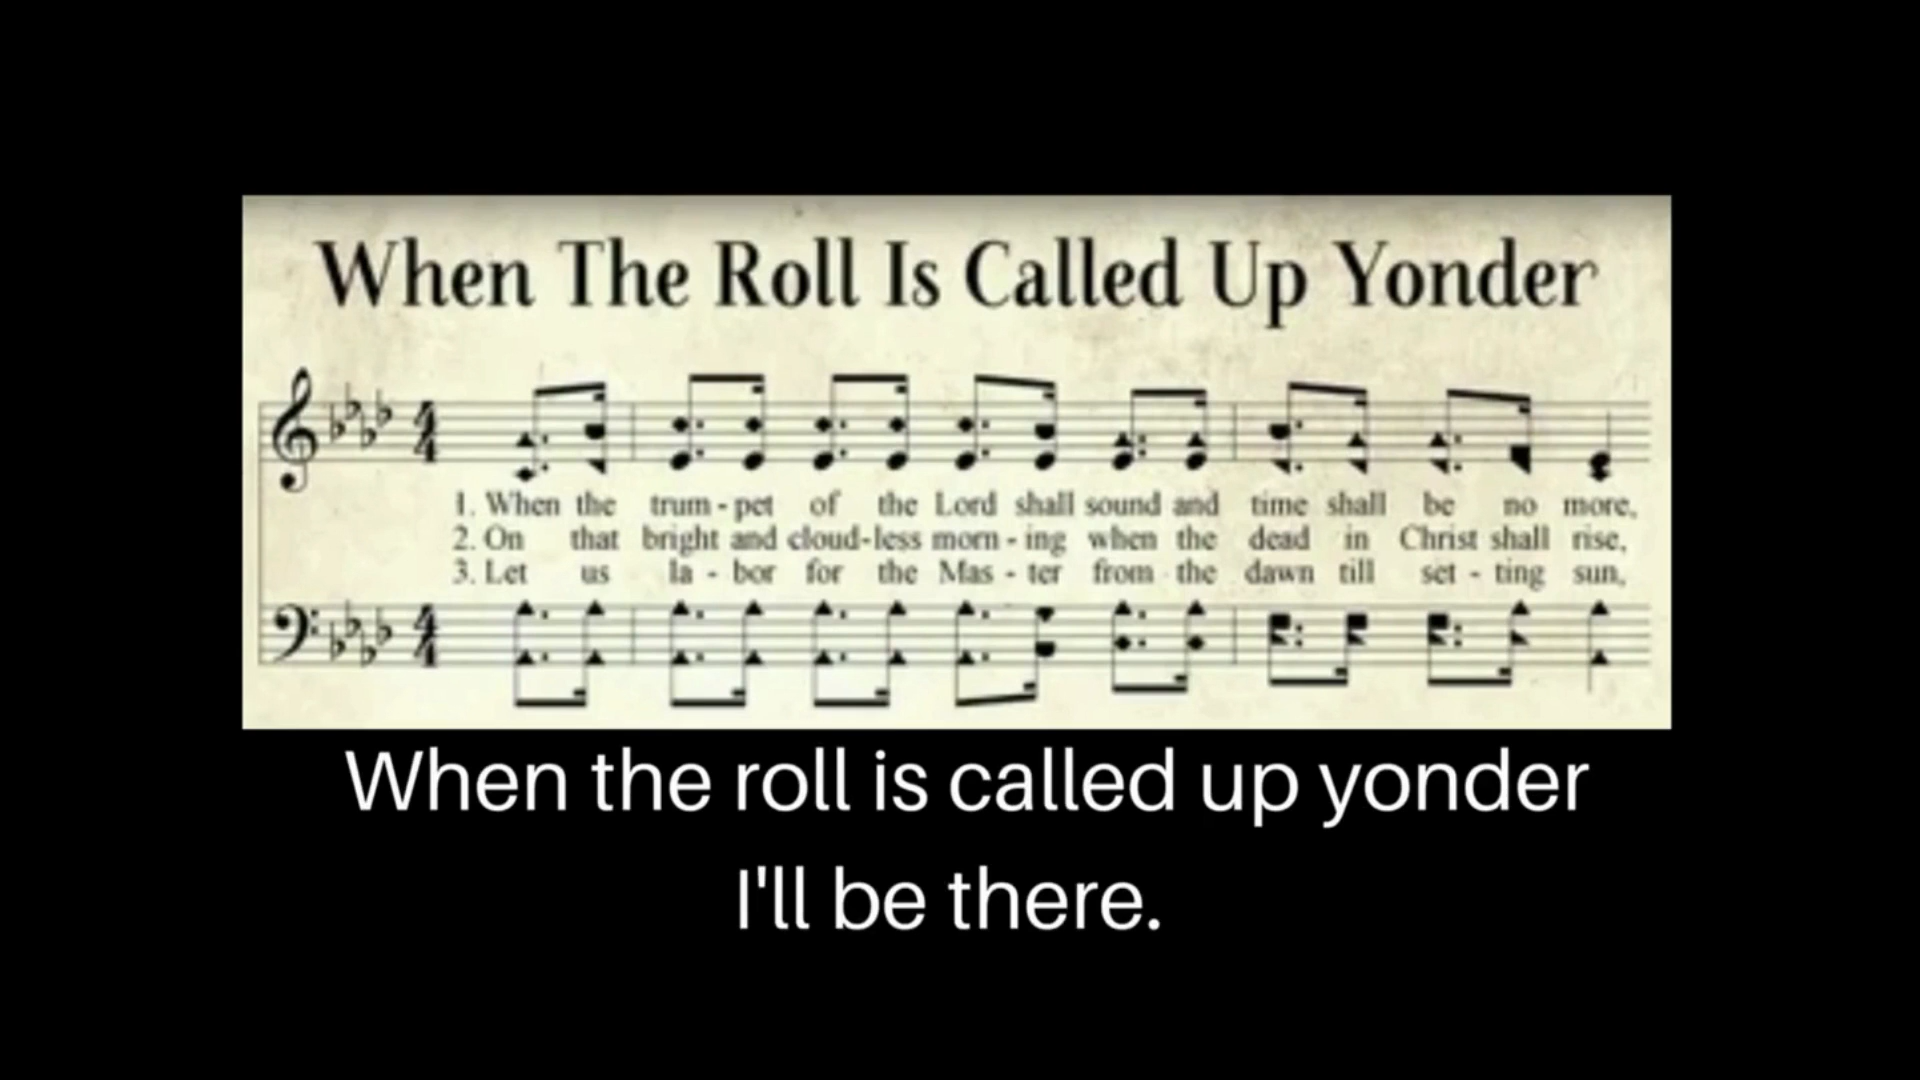 When The Roll Is Called Up Yonder
1. When the trum - pet of the Lord shall sound and time shall be no more,
2. On that bright and cloud - less morn - ing when the dead in Christ shall rise,
3. Let us la - bor for the Mas - ter from the dawn till set - ting sun,
When the roll is called up yonder
I'll be there.